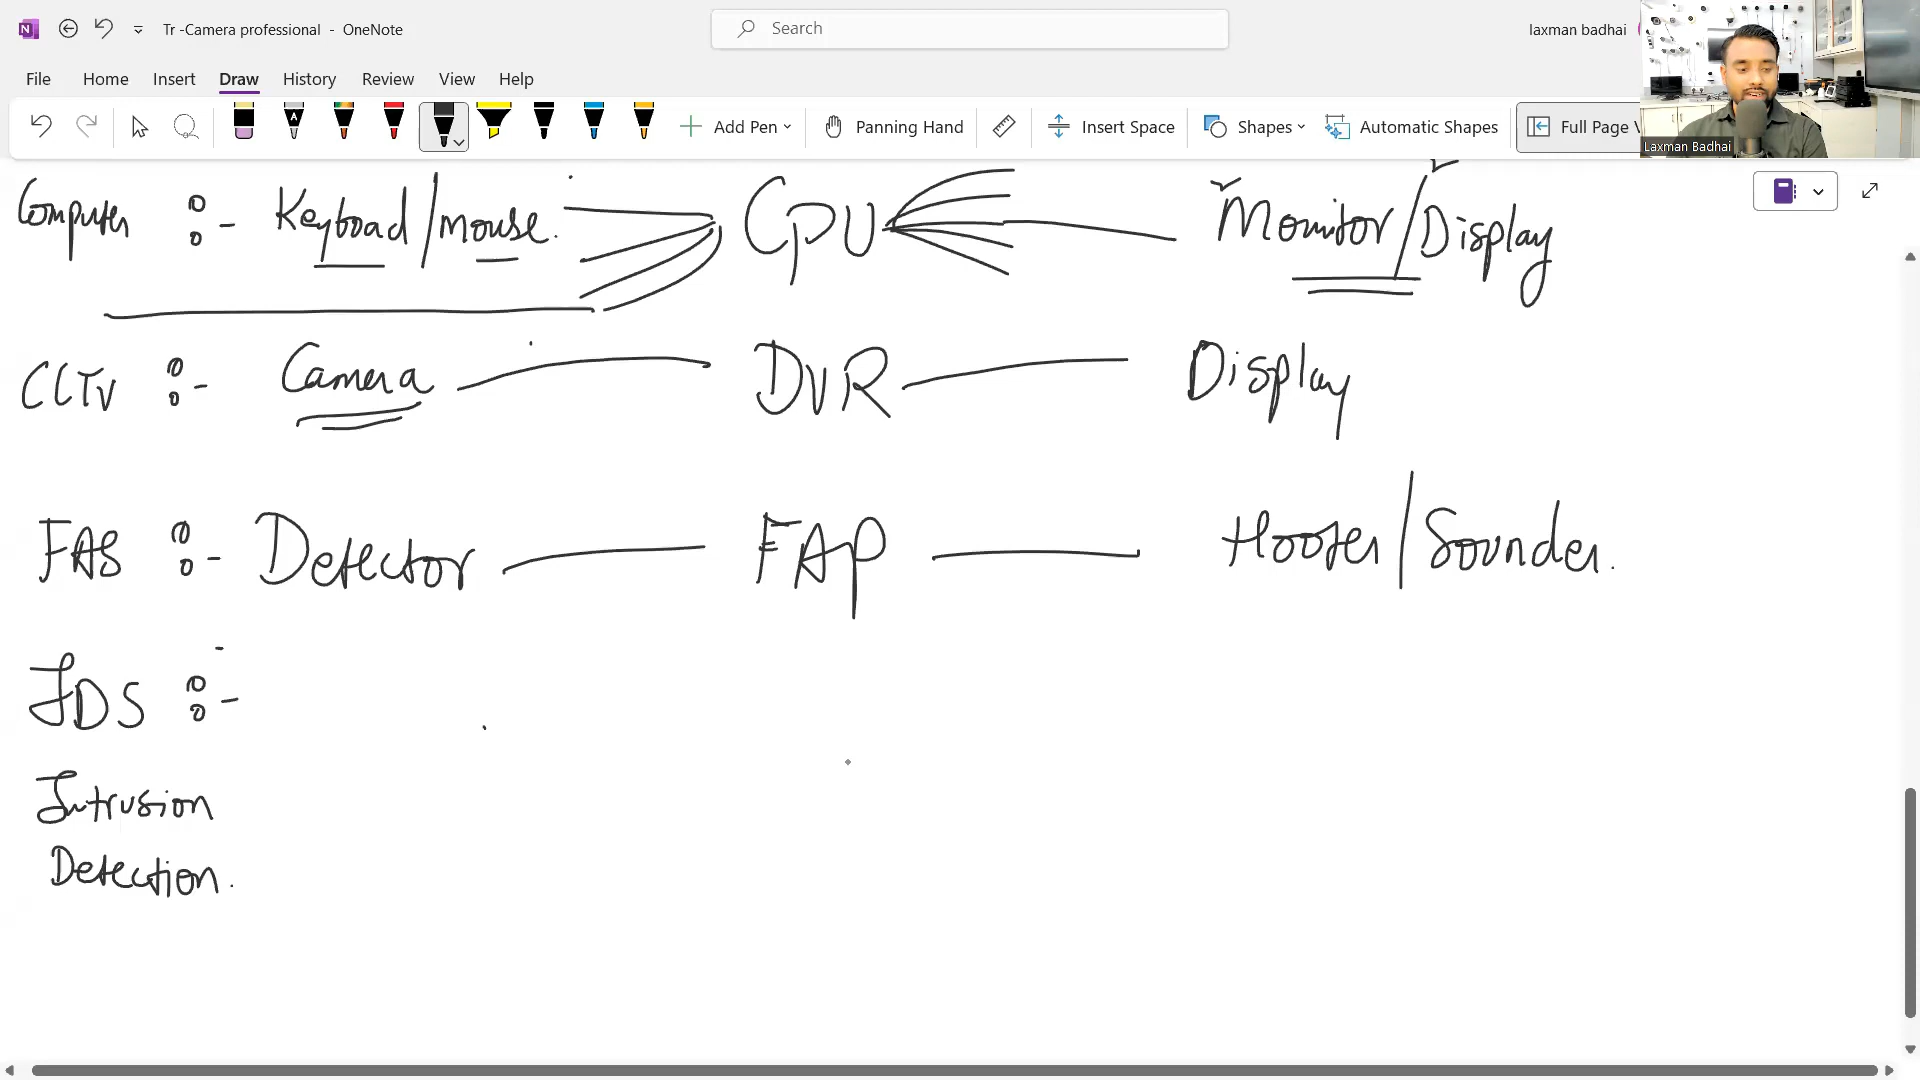 Tr -Camera professional - OneNote
Search
laxman badhai
File Home Insert Draw History Review View Help
Add Pen Panning Hand Insert Space Shapes Automatic Shapes Full Page V
Laxman Badhai
Computer :- Keyboad/mouse. CPU Monitor/Display
CCTV :- Camera DVR Display
FAS :- Detector FAP Hooter/Sounder.
IDS :-
Intrusion
Detection.